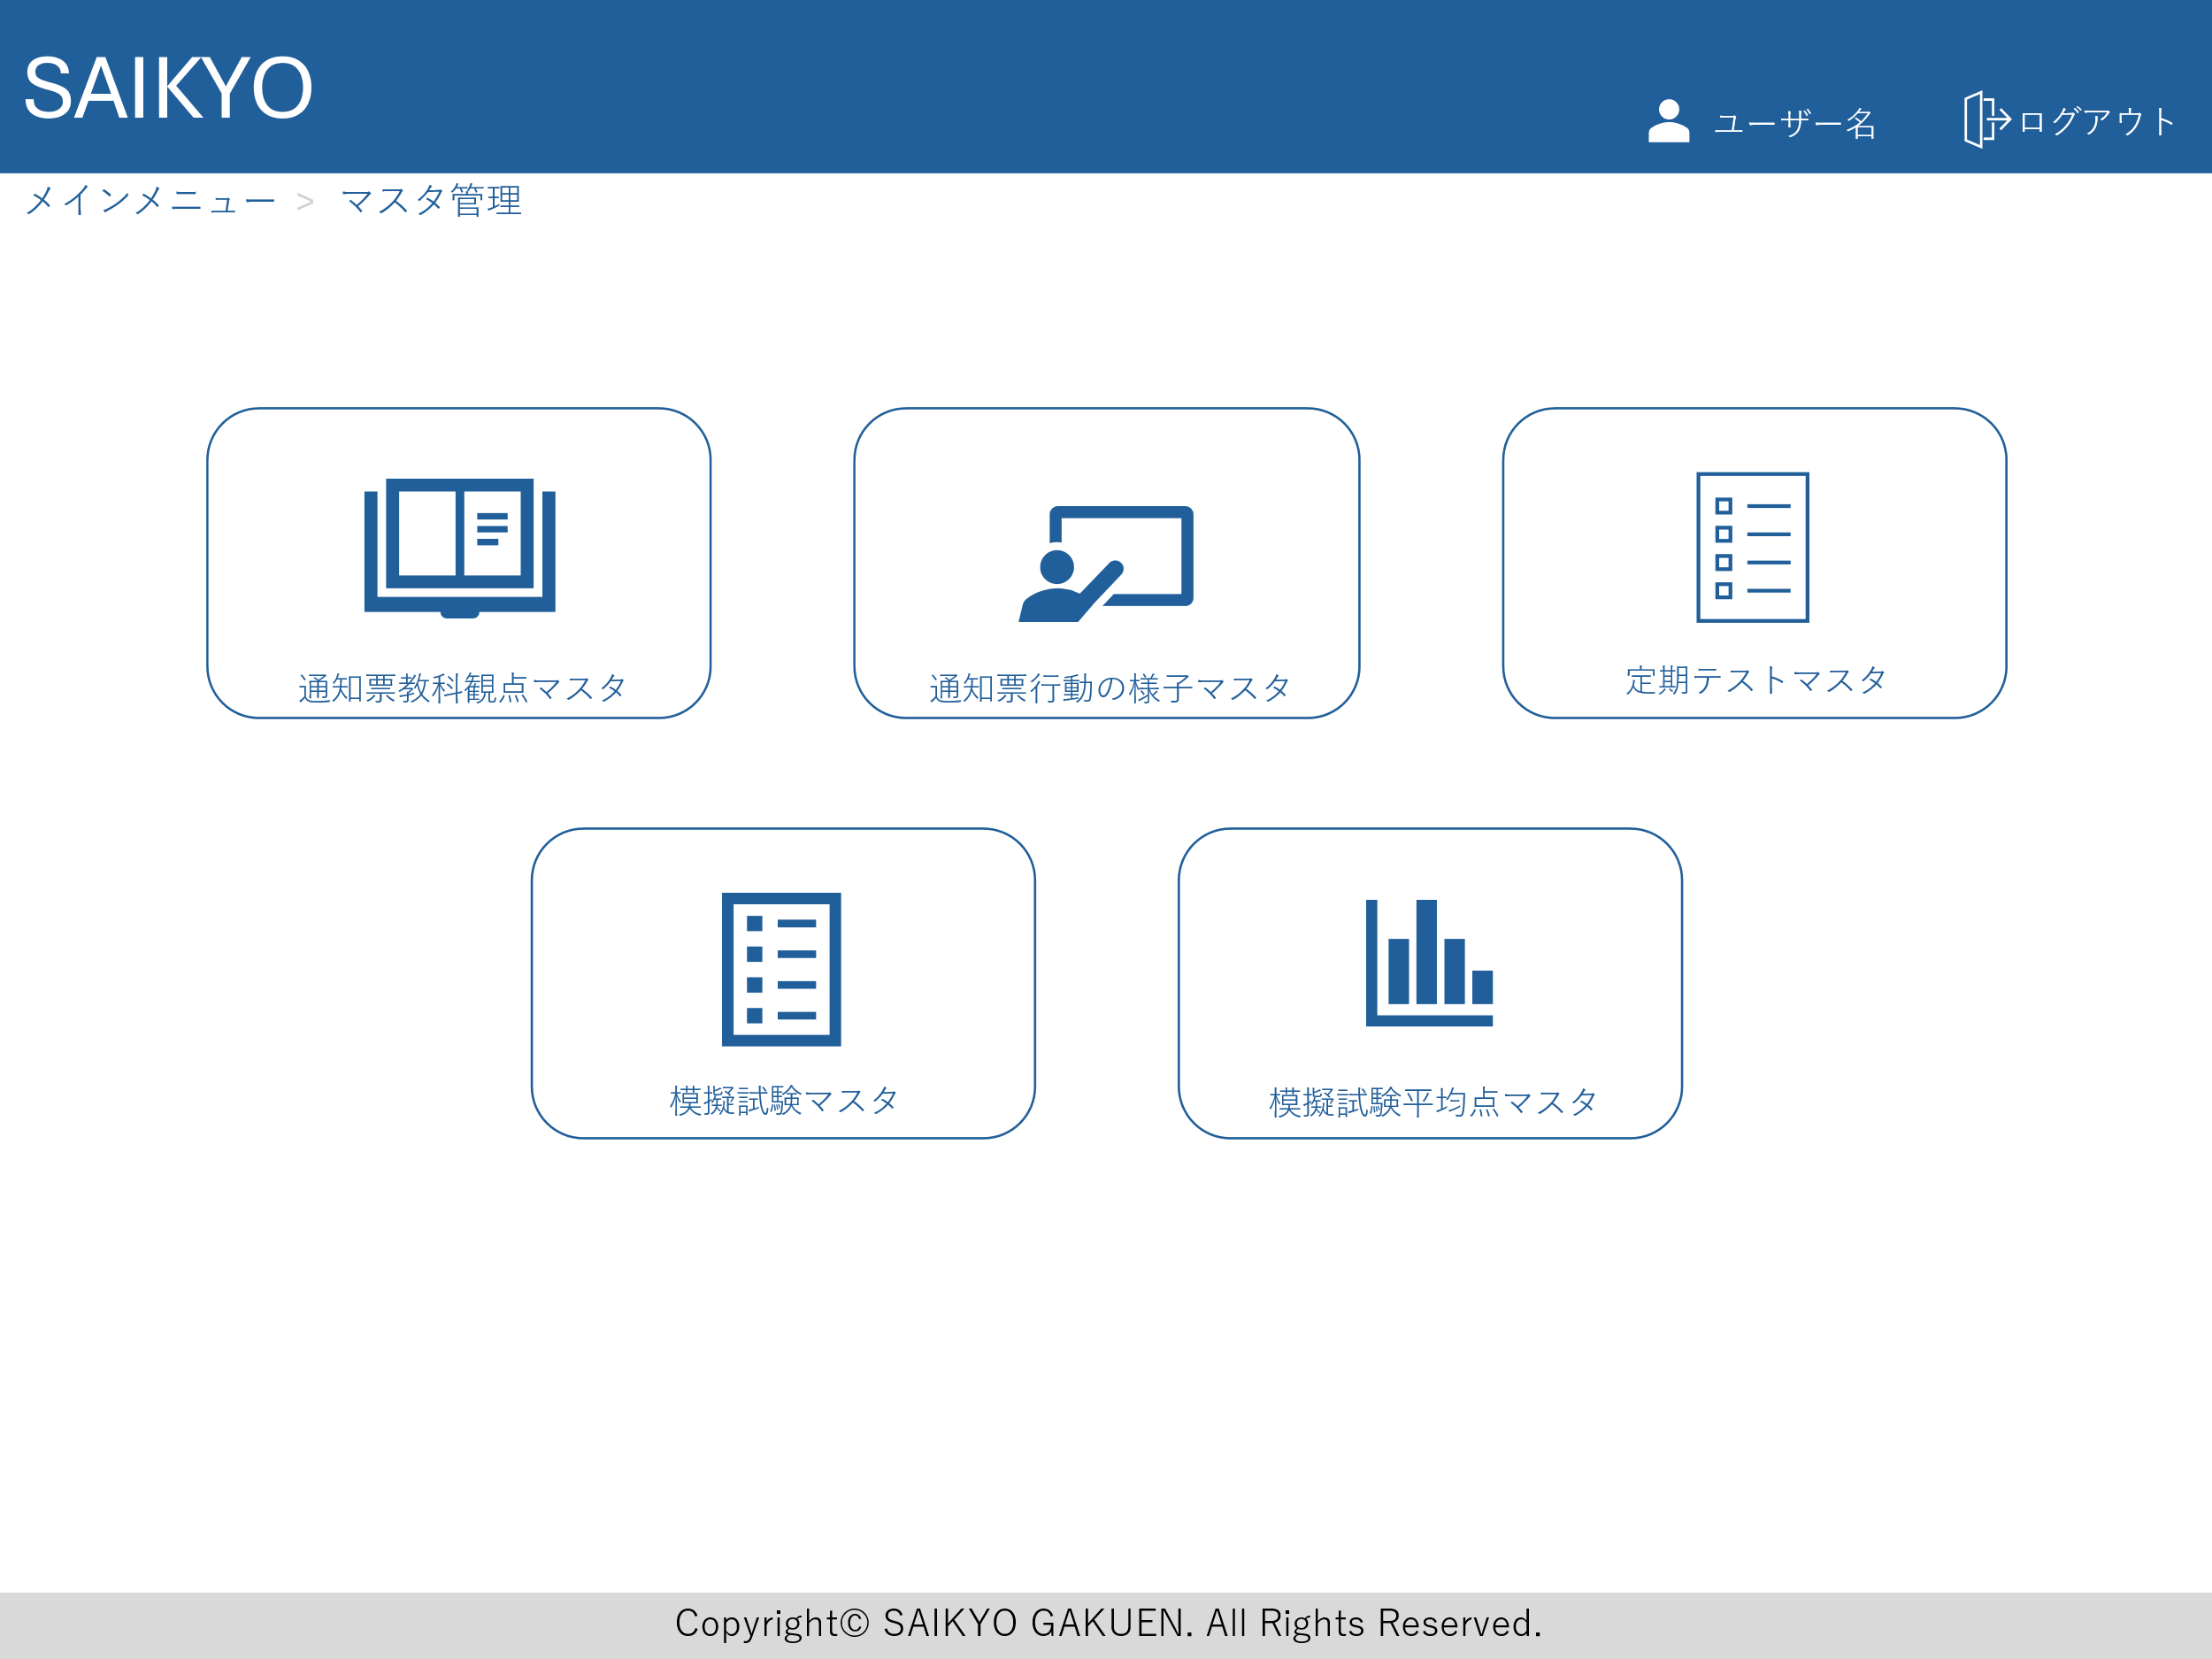 SAIKYO
ユーザー名 ログアウト
メインメニュー > マスタ管理
通知票教科観点マスタ
通知票行動の様子マスタ
定期テストマスタ
模擬試験マスタ
模擬試験平均点マスタ
Copyright© SAIKYO GAKUEN. All Rights Reserved.